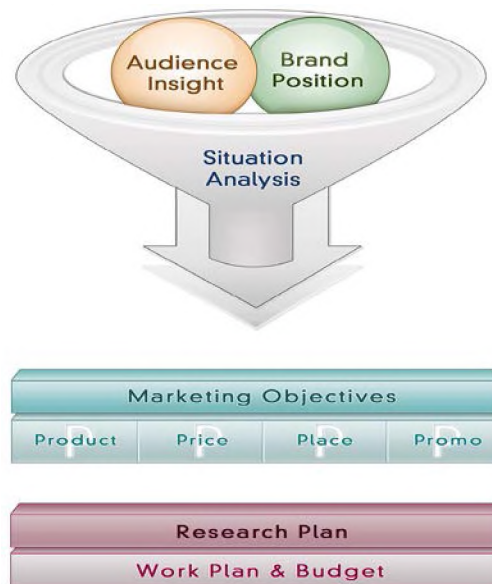 Audience
Insight
Brand
Position
Situation
Analysis
Marketing Objectives
Product Price Place Promo
Research Plan
Work Plan & Budget